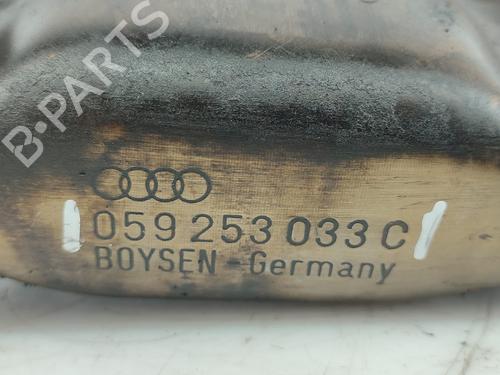 B-PARTS
059 253 033 C
BOYSEN - Germany